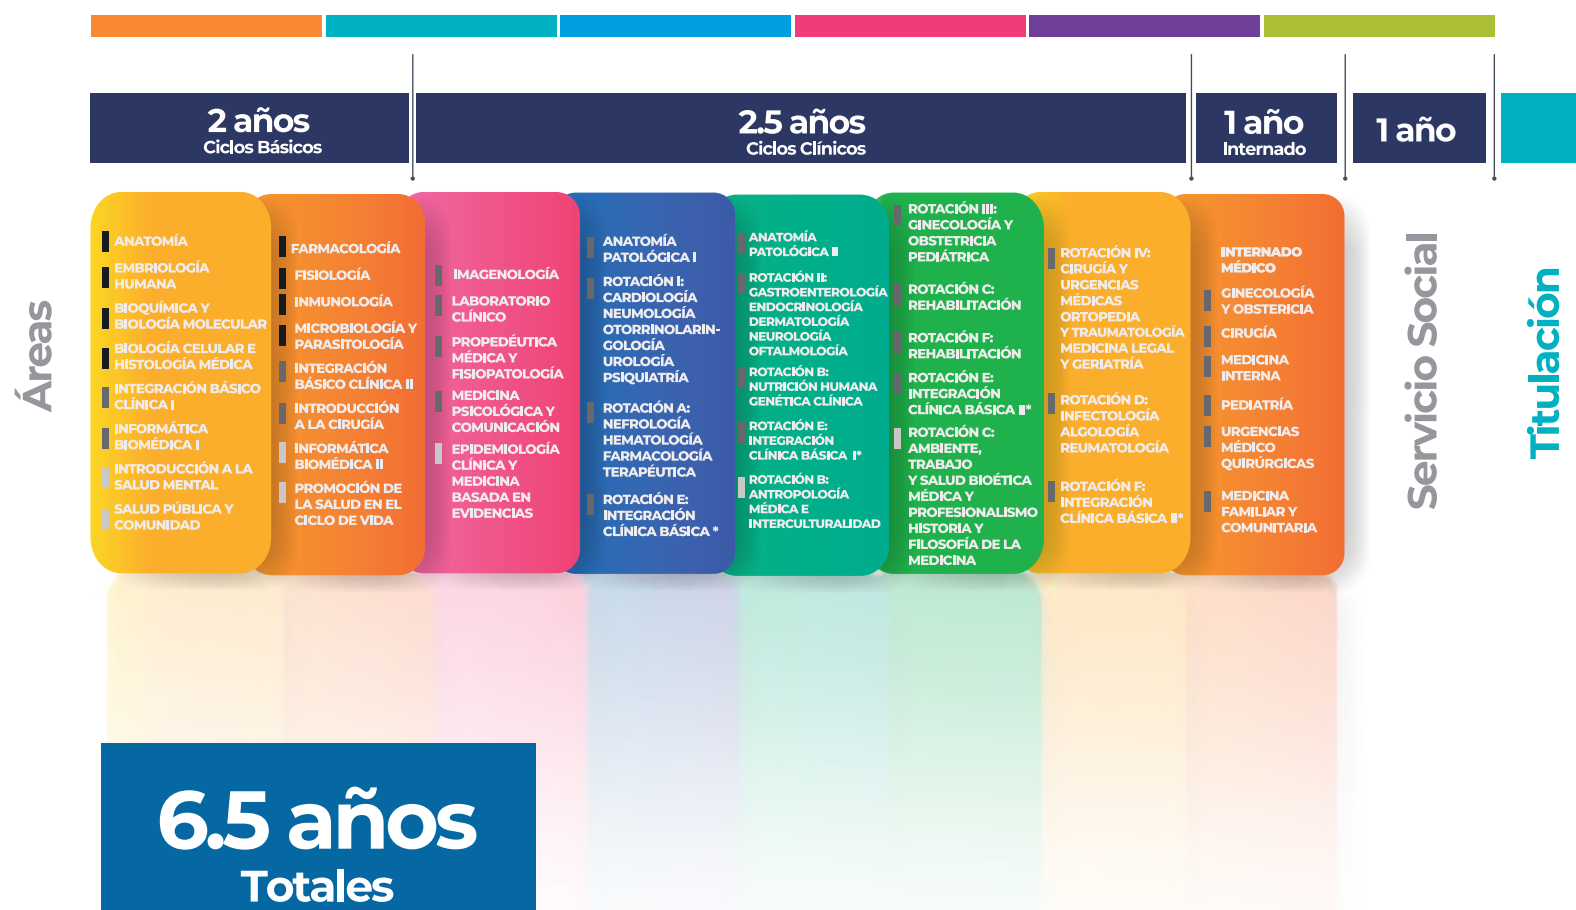 2 años
Ciclos Básicos
2.5 años
Ciclos Clínicos
1 año
Internado
1 año
Áreas
ANATOMÍA
EMBRIOLOGÍA
HUMANA
BIOQUÍMICA Y
BIOLOGÍA MOLECULAR
BIOLOGÍA CELULAR E
HISTOLOGÍA MÉDICA
INTEGRACIÓN BÁSICO
CLÍNICA I
INFORMÁTICA
BIOMÉDICA I
INTRODUCCIÓN A LA
SALUD MENTAL
SALUD PÚBLICA Y
COMUNIDAD
FARMACOLOGÍA
FISIOLOGÍA
INMUNOLOGÍA
MICROBIOLOGÍA Y
PARASITOLOGÍA
INTEGRACIÓN
BÁSICO CLÍNICA II
INTRODUCCIÓN
A LA CIRUGÍA
INFORMÁTICA
BIOMÉDICA II
PROMOCIÓN DE
LA SALUD EN EL
CICLO DE VIDA
IMAGENOLOGÍA
LABORATORIO
CLÍNICO
PROPEDÉUTICA
MÉDICA Y
FISIOPATOLOGÍA
MEDICINA
PSICOLÓGICA Y
COMUNICACIÓN
EPIDEMIOLOGÍA
CLÍNICA Y
MEDICINA
BASADA EN
EVIDENCIAS
ANATOMÍA
PATOLÓGICA I
ROTACIÓN I:
CARDIOLOGÍA
NEUMOLOGÍA
OTORRINOLARIN-
GOLOGÍA
UROLOGÍA
PSIQUIATRÍA
ROTACIÓN A:
NEFROLOGÍA
HEMATOLOGÍA
FARMACOLOGÍA
TERAPÉUTICA
ROTACIÓN E:
INTEGRACIÓN
CLÍNICA BÁSICA *
ANATOMÍA
PATOLÓGICA II
ROTACIÓN II:
GASTROENTEROLOGÍA
ENDOCRINOLOGÍA
DERMATOLOGÍA
NEUROLOGÍA
OFTALMOLOGÍA
ROTACIÓN B:
NUTRICIÓN HUMANA
GENÉTICA CLÍNICA
ROTACIÓN E:
INTEGRACIÓN
CLÍNICA BÁSICA I*
ROTACIÓN B:
ANTROPOLOGÍA
MÉDICA E
INTERCULTURALIDAD
ROTACIÓN III:
GINECOLOGÍA Y
OBSTETRICIA
PEDIÁTRICA
ROTACIÓN C:
REHABILITACIÓN
ROTACIÓN F:
REHABILITACIÓN
ROTACIÓN E:
INTEGRACIÓN
CLÍNICA BÁSICA II*
ROTACIÓN C:
AMBIENTE,
TRABAJO
Y SALUD BIOÉTICA
MÉDICA Y
PROFESIONALISMO
HISTORIA Y
FILOSOFÍA DE LA
MEDICINA
ROTACIÓN IV:
CIRUGÍA Y
URGENCIAS
MÉDICAS
ORTOPEDIA
Y TRAUMATOLOGÍA
MEDICINA LEGAL
Y GERIATRÍA
ROTACIÓN D:
INFECTOLOGÍA
ALGOLOGÍA
REUMATOLOGÍA
ROTACIÓN F:
INTEGRACIÓN
CLÍNICA BÁSICA II*
INTERNADO
MÉDICO
GINECOLOGÍA
Y OBSTERICIA
CIRUGÍA
MEDICINA
INTERNA
PEDIATRÍA
URGENCIAS
MÉDICO
QUIRÚRGICAS
MEDICINA
FAMILIAR Y
COMUNITARIA
Servicio Social
Titulación
6.5 años
Totales